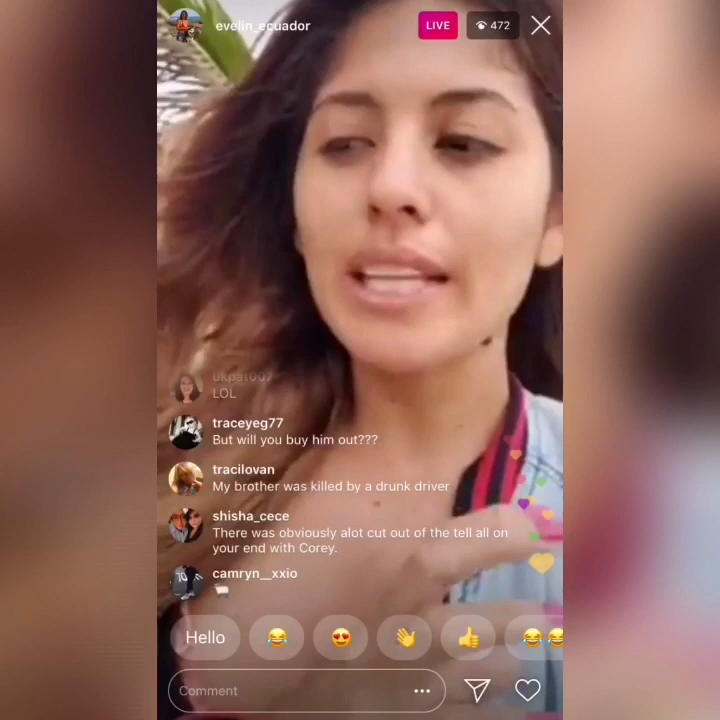 evelin_ecuador
LIVE
472
ukpat007
LOL
traceyeg77
But will you buy him out???
tracilovan
My brother was killed by a drunk driver
shisha_cece
There was obviously alot cut out of the tell all on
your end with Corey.
camryn__xxio
Hello
Comment